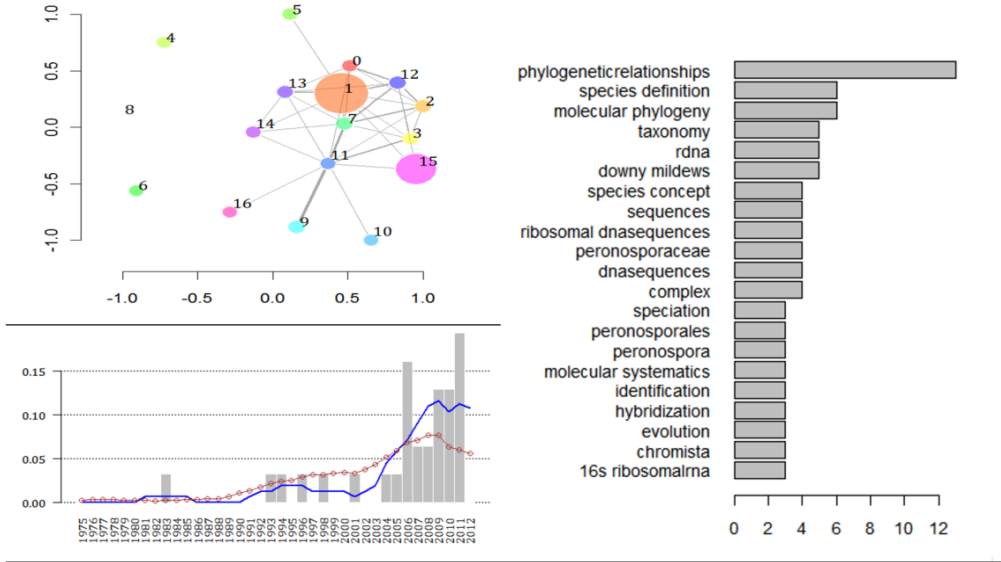 1.0
0.5
0.0
-0.5
-1.0
5
4
0
12
13
1
2
8
7
14
3
11
15
6
16
9
10
-1.0 -0.5 0.0 0.5 1.0
0.15
0.10
0.05
0.00
1975 1976 1977 1978 1979 1980 1981 1982 1983 1984 1985 1986 1987 1988 1989 1990 1991 1992 1993 1994 1995 1996 1997 1998 1999 2000 2001 2002 2003 2004 2005 2006 2007 2008 2009 2010 2011 2012
phylogeneticrelationships
species definition
molecular phylogeny
taxonomy
rdna
downy mildews
species concept
sequences
ribosomal dnasequences
peronosporaceae
dnasequences
complex
speciation
peronosporales
peronospora
molecular systematics
identification
hybridization
evolution
chromista
16s ribosomalrna
0 2 4 6 8 10 12